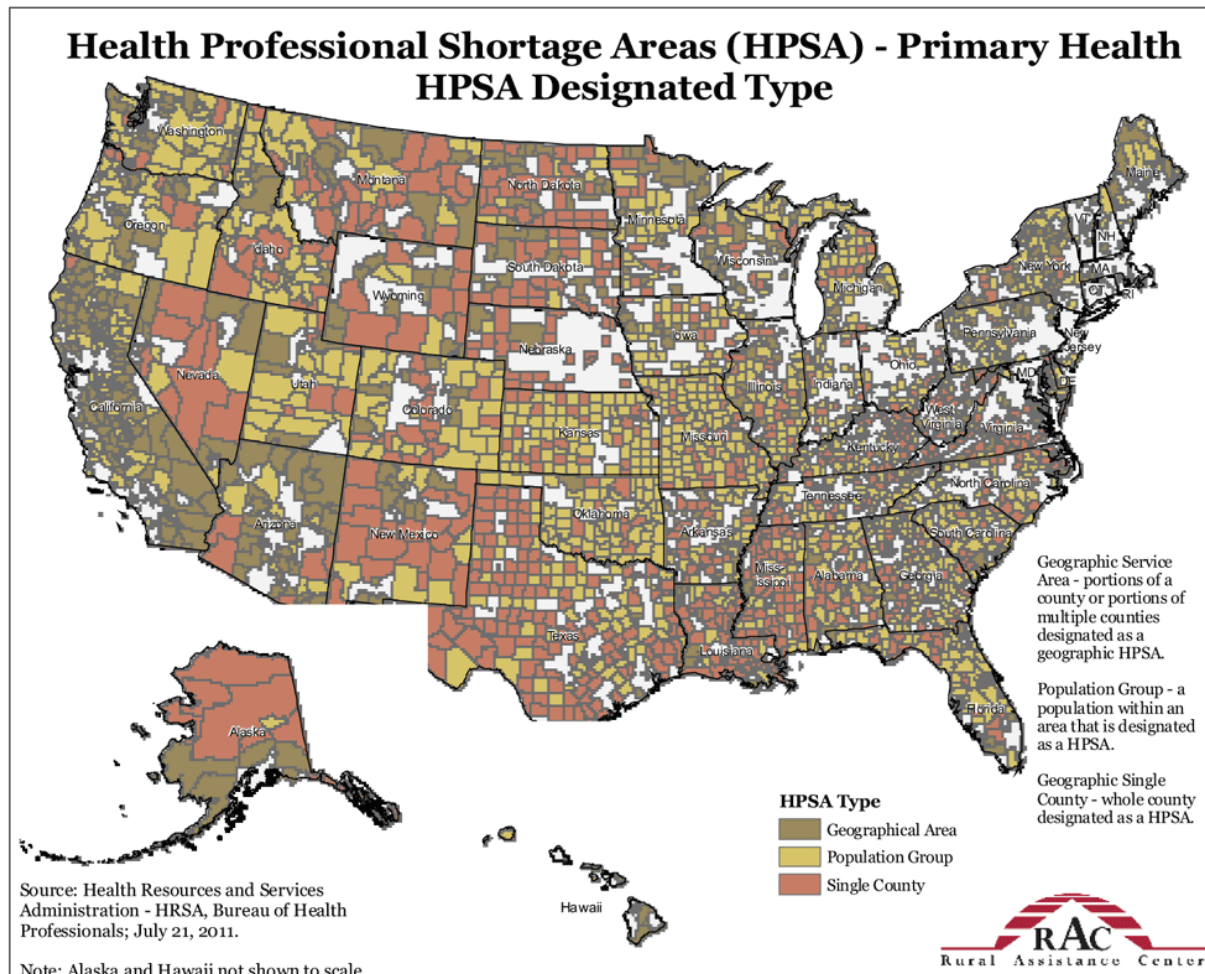 Health Professional Shortage Areas (HPSA) - Primary Health
HPSA Designated Type
Washington
Montana
North Dakota
Minnesota
Maine
Oregon
Idaho
South Dakota
Wisconsin
VT
NH
New York
MA
CT
RI
Wyoming
Michigan
Nebraska
Iowa
Pennsylvania
New
Jersey
Nevada
Utah
Colorado
Illinois
Indiana
Ohio
MD
DE
California
Kansas
Missouri
West
Virginia
Virginia
Kentucky
Arizona
New Mexico
Oklahoma
Arkansas
Tennessee
North Carolina
South Carolina
Texas
Louisiana
Miss-
issippi
Alabama
Georgia
Florida
Alaska
Hawaii
Geographic Service
Area - portions of a
county or portions of
multiple counties
designated as a
geographic HPSA.
Population Group - a
population within an
area that is designated
as a HPSA.
Geographic Single
County - whole county
designated as a HPSA.
HPSA Type
Geographical Area
Population Group
Single County
Source: Health Resources and Services
Administration - HRSA, Bureau of Health
Professionals; July 21, 2011.
Note: Alaska and Hawaii not shown to scale
RAC
Rural Assistance Center